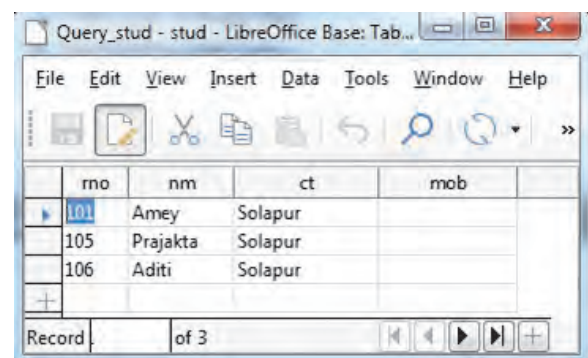 Query_stud - stud - LibreOffice Base: Tab...
File Edit View Insert Data Tools Window Help
»
rno nm ct mob
101 Amey Solapur
105 Prajakta Solapur
106 Aditi Solapur
Record of 3